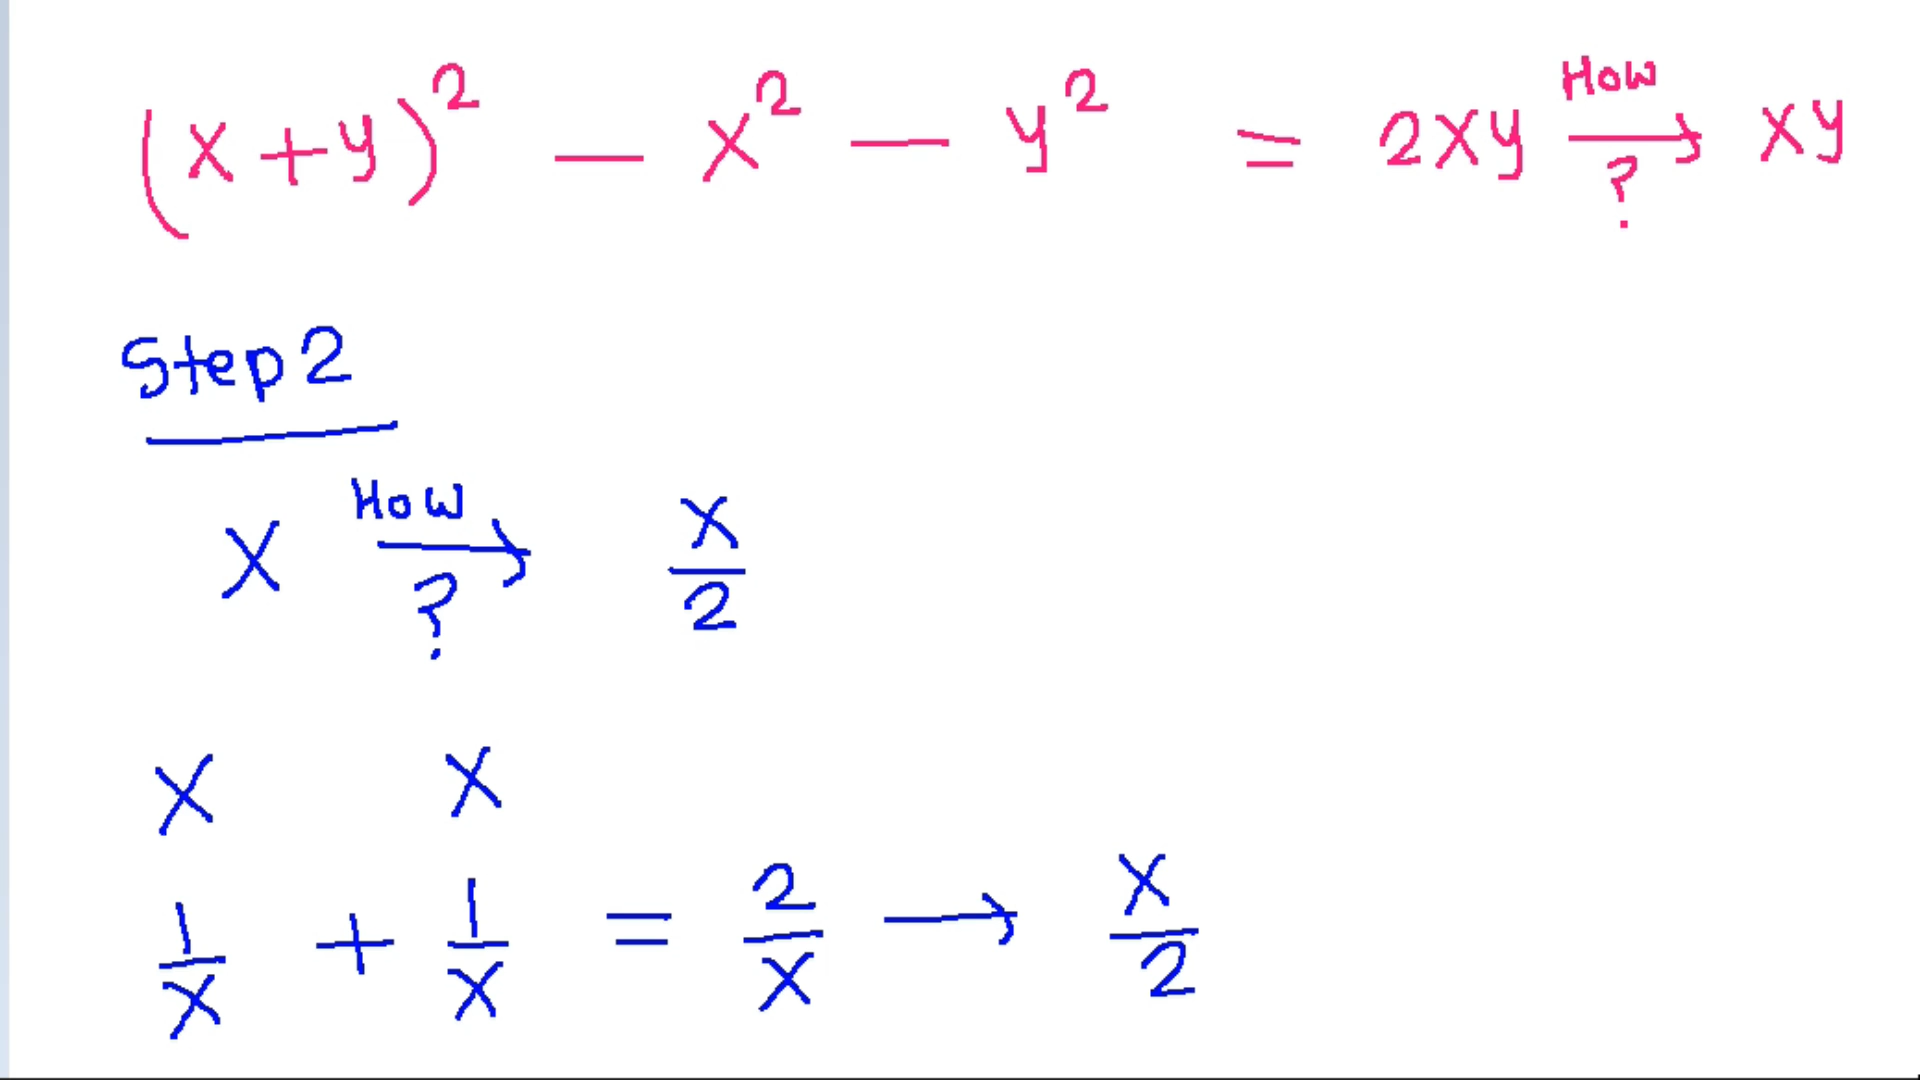 (x+y)² − x² − y² = 2xy How → ? xy
Step 2
x How → ? x/2
x x
1/x + 1/x = 2/x → x/2